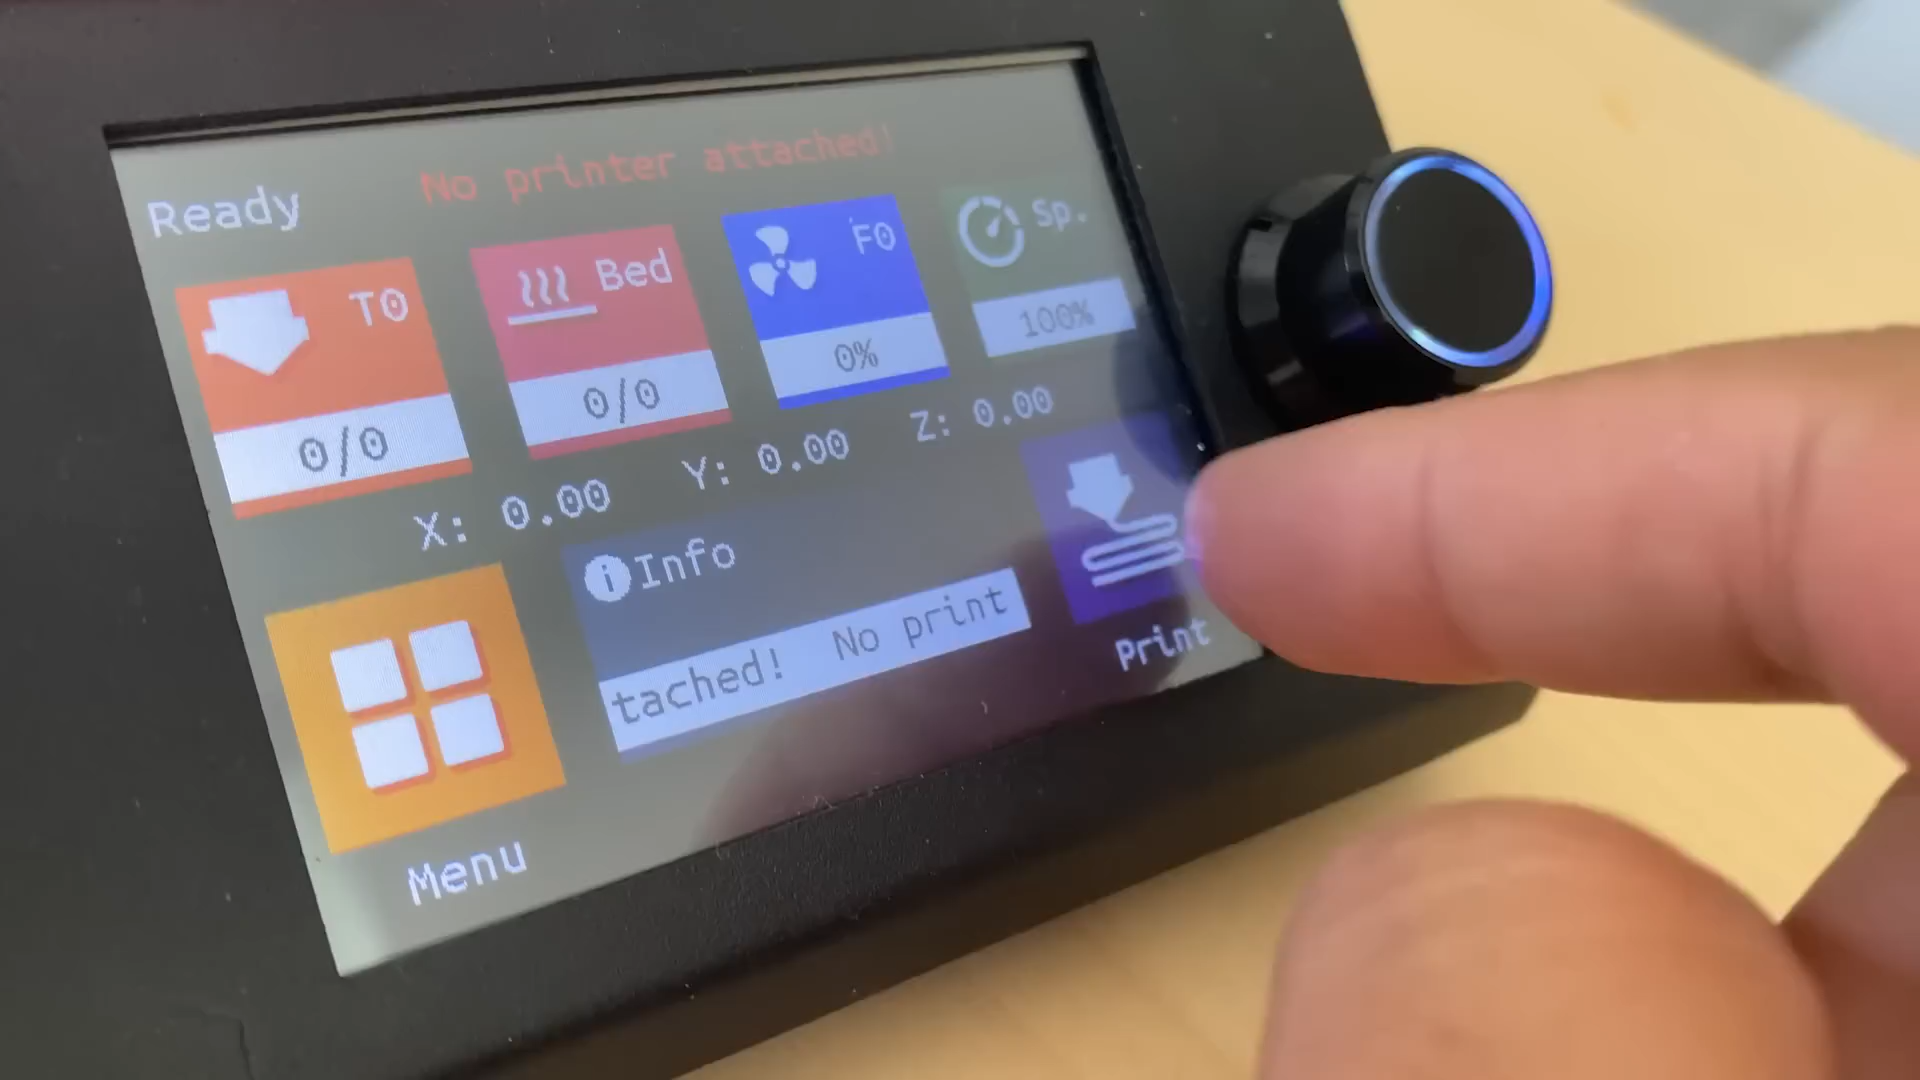 No printer attached!
Ready
T0
Bed
F0
Sp.
0/0
0/0
0%
100%
X: 0.00
Y: 0.00
Z: 0.00
Info
tached! No print
Menu
Print